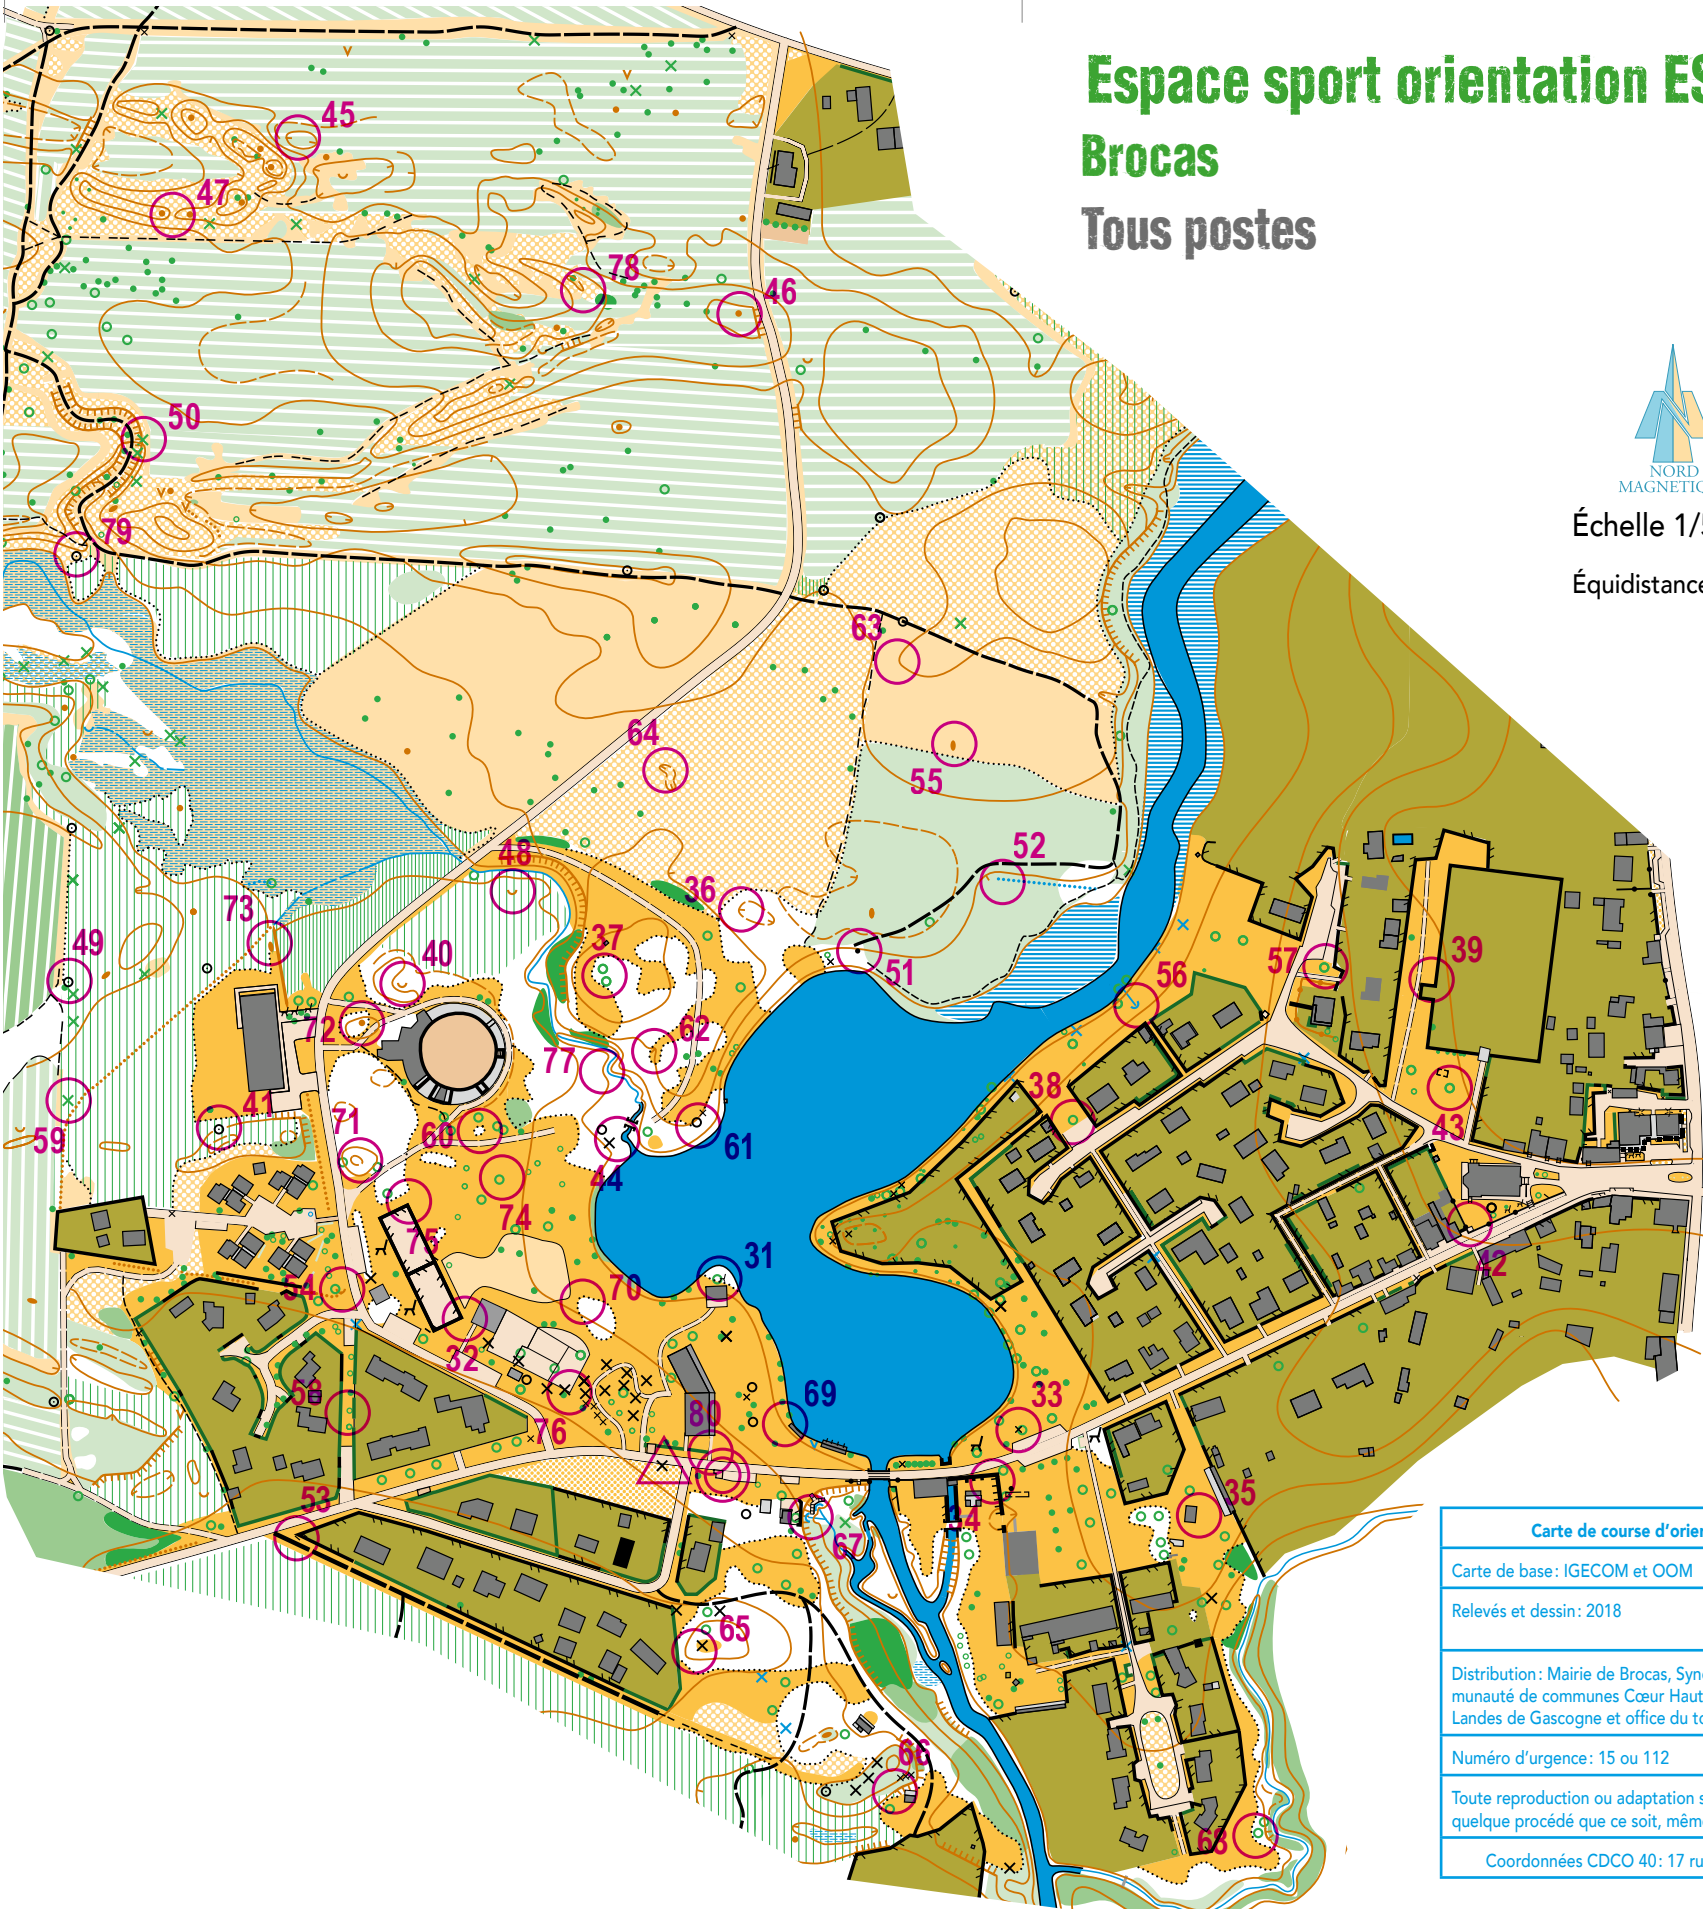 Espace sport orientation ES
Brocas
Tous postes
NORD
MAGNETIQ
Échelle 1/5
Équidistance
45
47
78
46
50
79
63
64
55
52
48
36
73
37
49
40
51
57
39
56
72
62
77
38
41
71
60
61
43
59
44
74
75
31
42
54
70
32
58
69
33
80
76
53
35
34
67
65
66
68
Carte de course d'orien
Carte de base : IGECOM et OOM
Relevés et dessin : 2018
Distribution : Mairie de Brocas, Syn
munauté de communes Cœur Haut
Landes de Gascogne et office du to
Numéro d'urgence : 15 ou 112
Toute reproduction ou adaptation s
quelque procédé que ce soit, mêm
Coordonnées CDCO 40 : 17 ru